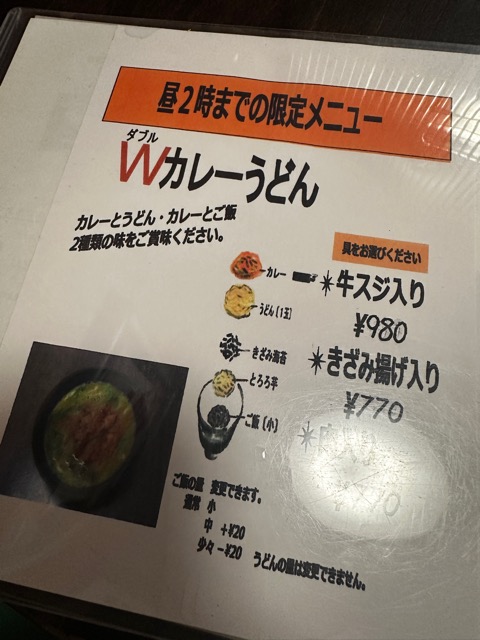 昼2時までの限定メニュー
ダブル
Wカレーうどん
カレーとうどん・カレーとご飯
2種類の味をご賞味ください。
具をお選びください
カレー
✴牛スジ入り
¥980
うどん(1玉)
きざみ海苔
✴きざみ揚げ入り
¥770
とろろ芋
ご飯(小)
ご飯の量 変更できます。
通常 小
中 +¥20
少々 -¥20 うどんの量は変更できません。